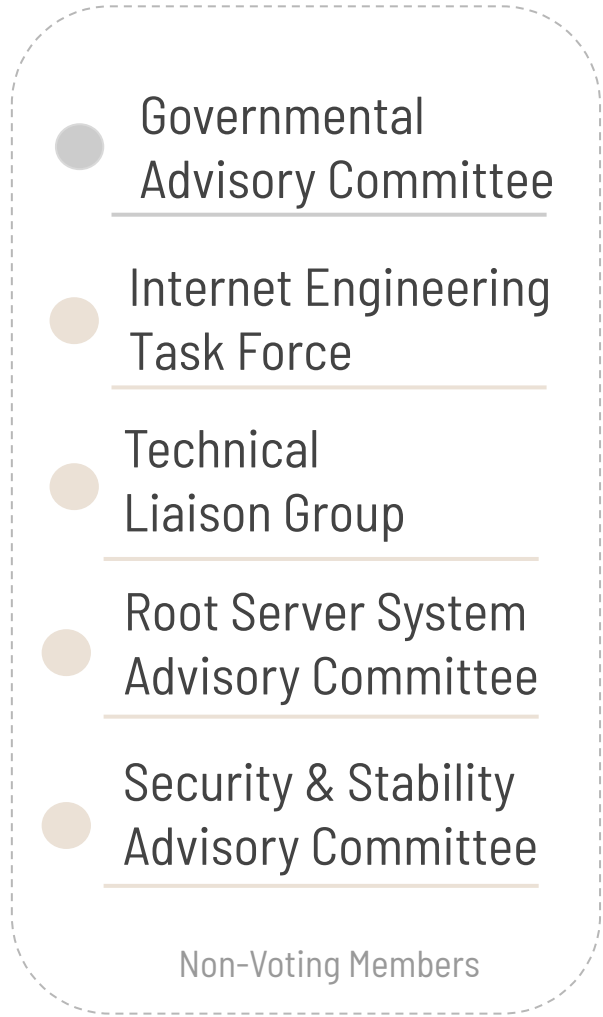 Governmental
Advisory Committee
Internet Engineering
Task Force
Technical
Liaison Group
Root Server System
Advisory Committee
Security & Stability
Advisory Committee
Non-Voting Members